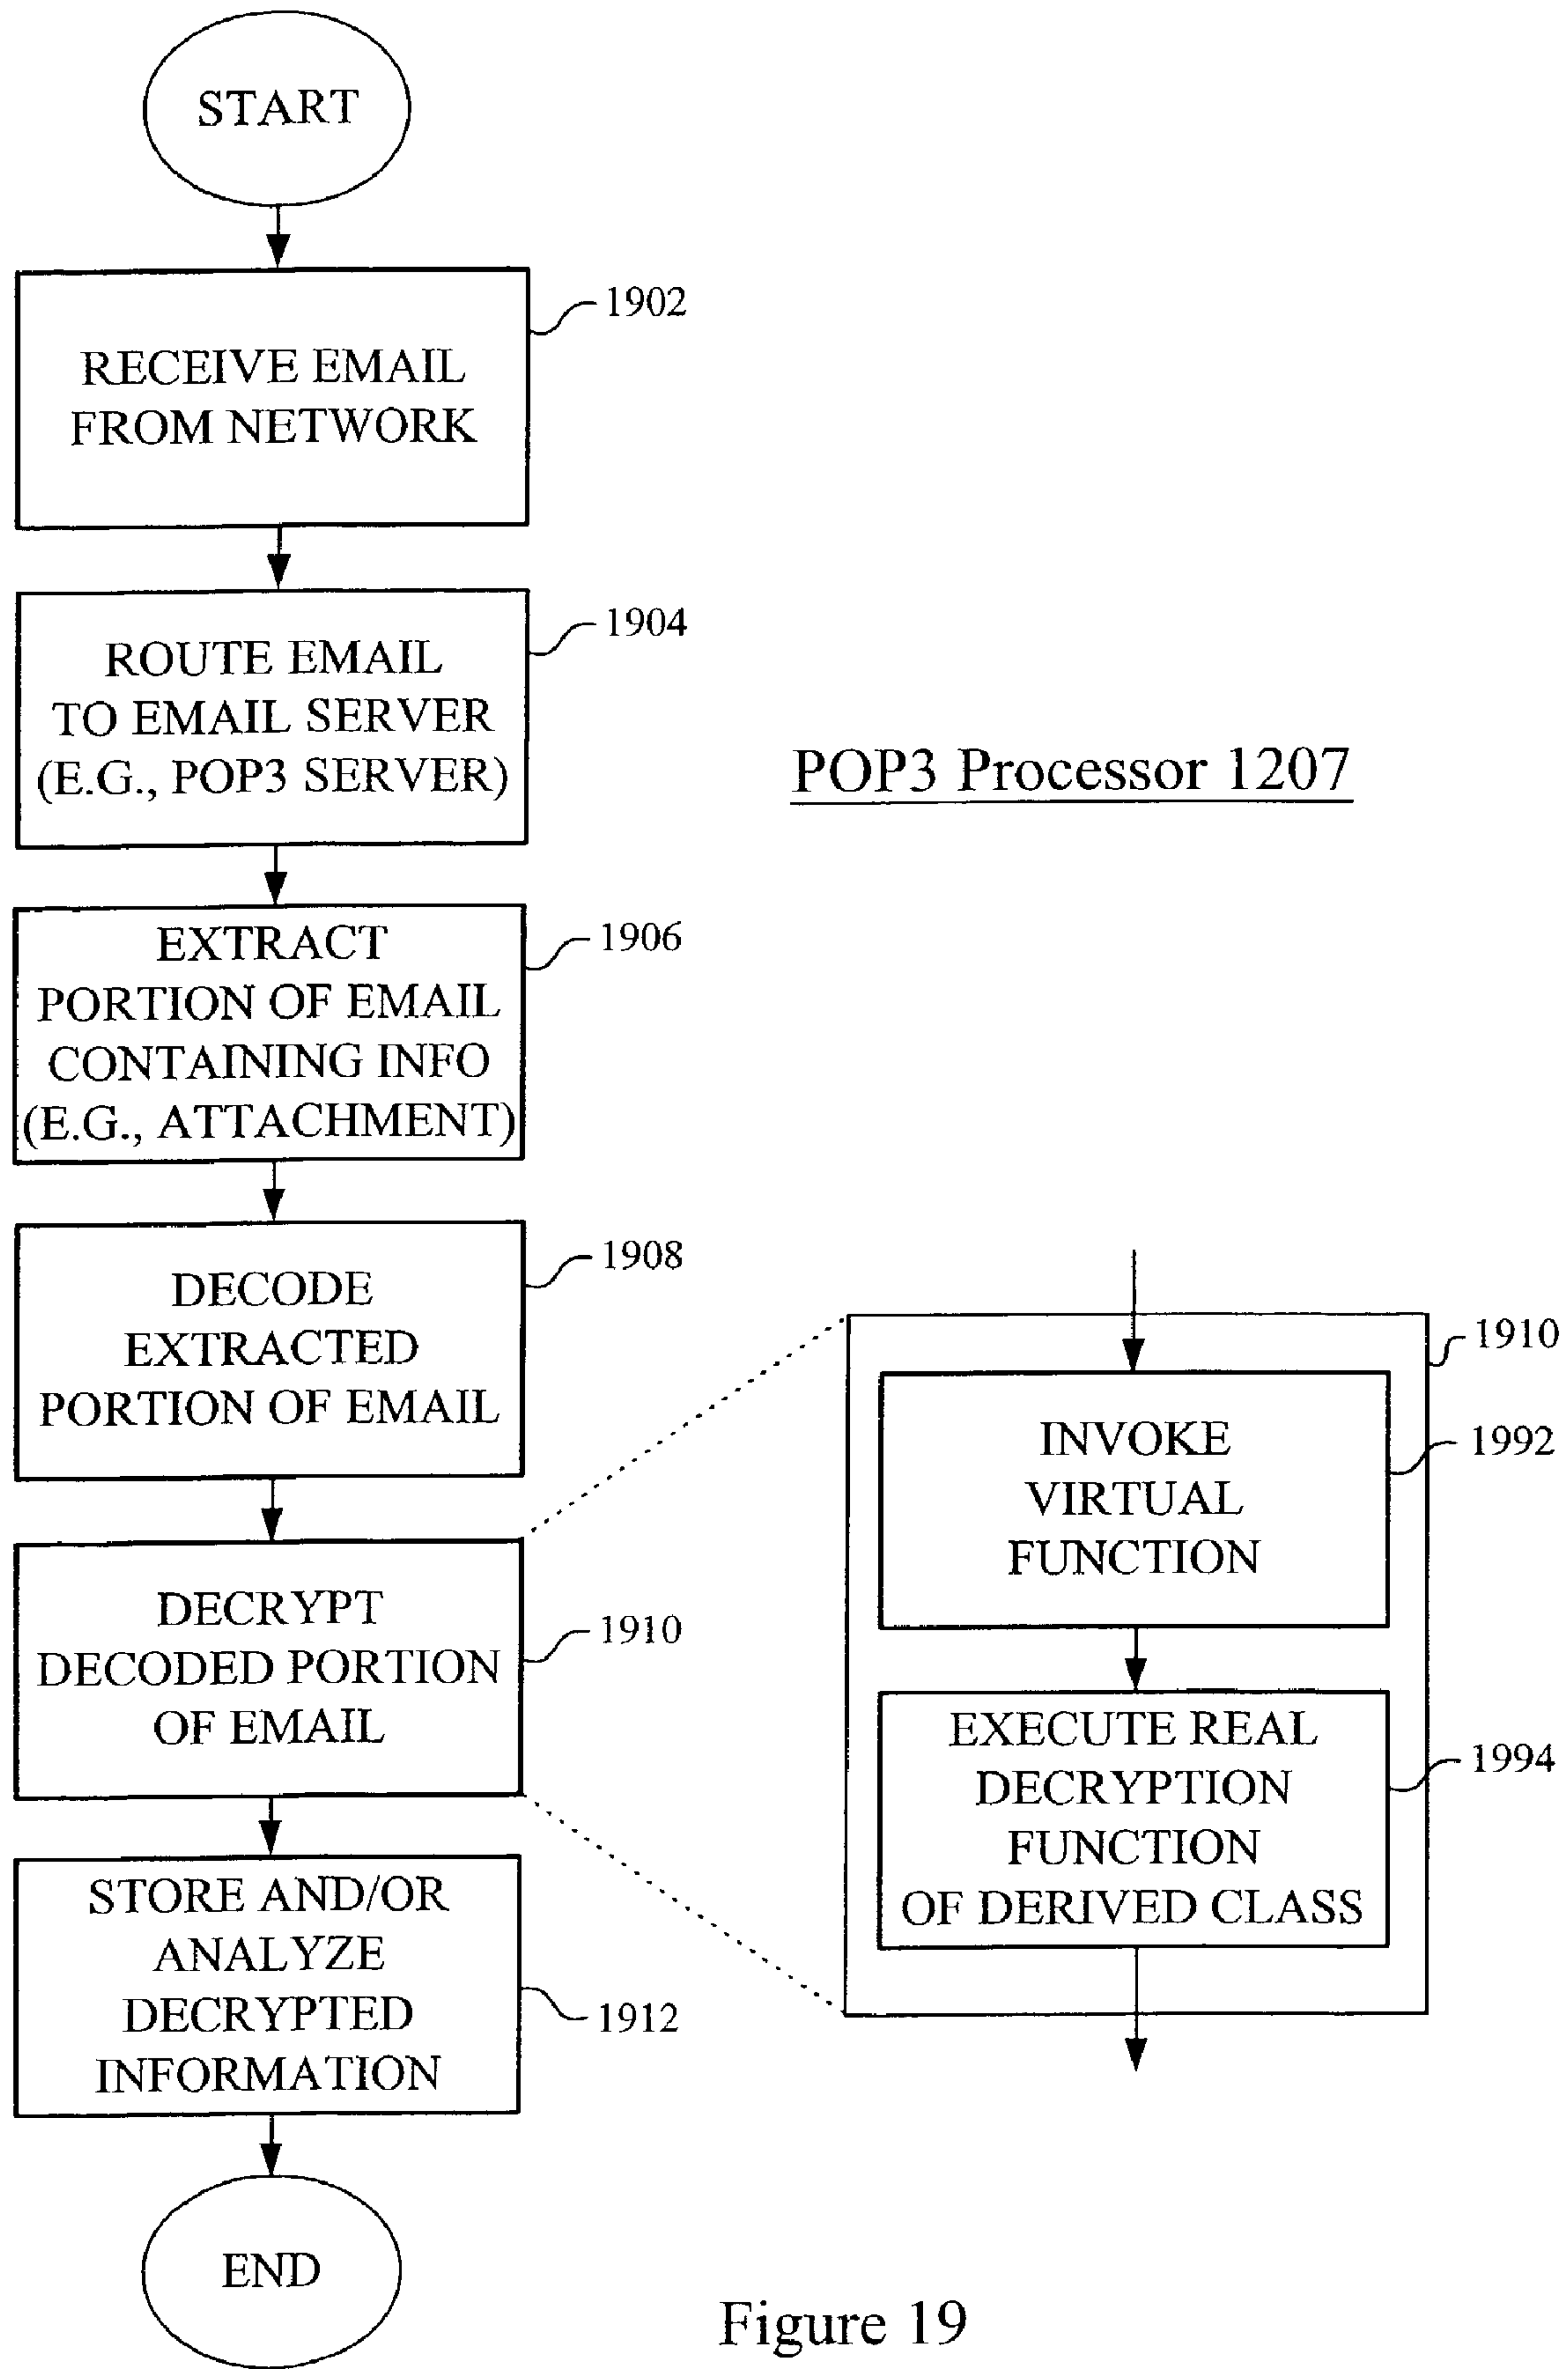 START
1902
RECEIVE EMAIL
FROM NETWORK
1904
ROUTE EMAIL
TO EMAIL SERVER
(E.G., POP3 SERVER)
POP3 Processor 1207
1906
EXTRACT
PORTION OF EMAIL
CONTAINING INFO
(E.G., ATTACHMENT)
1908
DECODE
EXTRACTED
PORTION OF EMAIL
DECRYPT
DECODED PORTION
OF EMAIL
1910
1910
INVOKE
VIRTUAL
FUNCTION
1992
EXECUTE REAL
DECRYPTION
FUNCTION
OF DERIVED CLASS
1994
STORE AND/OR
ANALYZE
DECRYPTED
INFORMATION
1912
END
Figure 19